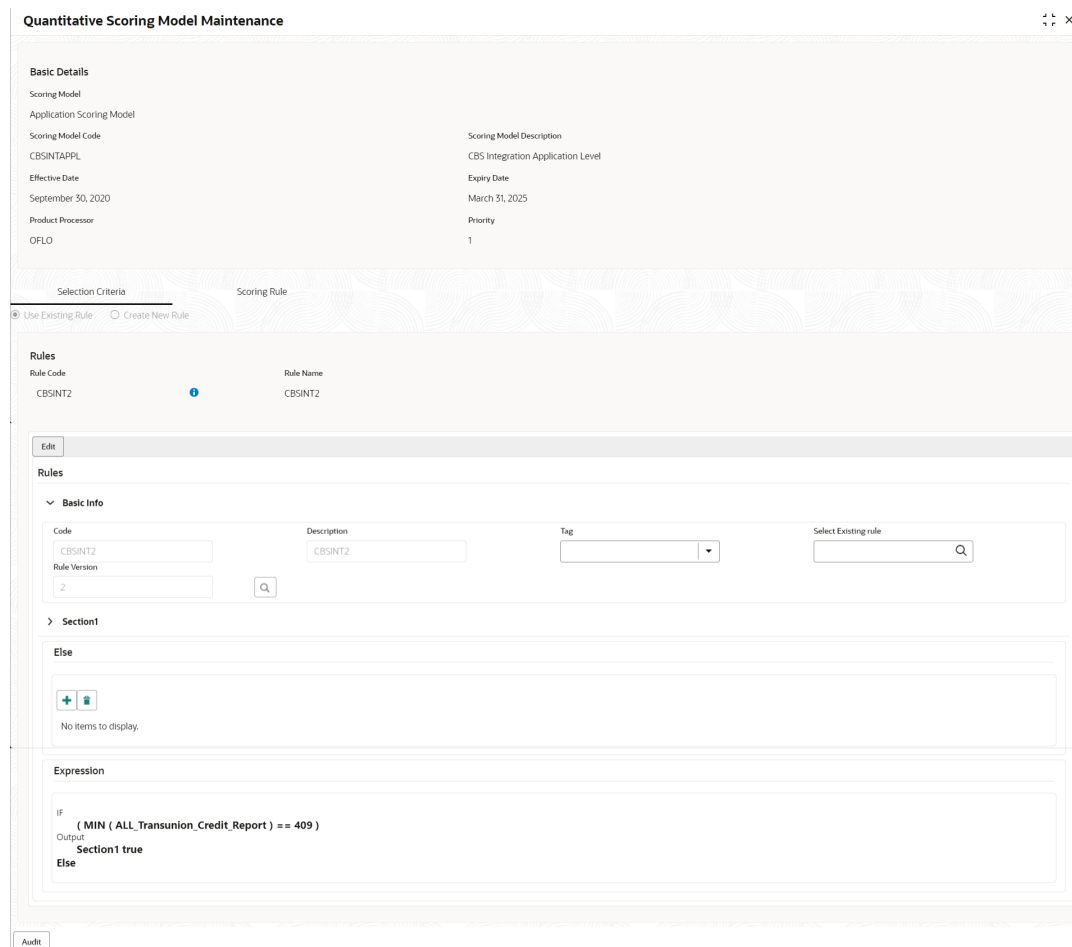 Quantitative Scoring Model Maintenance
Basic Details
Scoring Model
Application Scoring Model
Scoring Model Code Scoring Model Description
CBSINTAPPL CBS Integration Application Level
Effective Date Expiry Date
September 30, 2020 March 31, 2025
Product Processor Priority
OFLO 1
Selection Criteria Scoring Rule
Use Existing Rule Create New Rule
Rules
Rule Code Rule Name
CBSINT2 CBSINT2
Edit
Rules
Basic Info
Code Description Tag Select Existing rule
CBSINT2 CBSINT2
Rule Version
2
Section1
Else
No items to display.
Expression
IF
( MIN ( ALL_Transunion_Credit_Report ) == 409 )
Output
Section1 true
Else
Audit